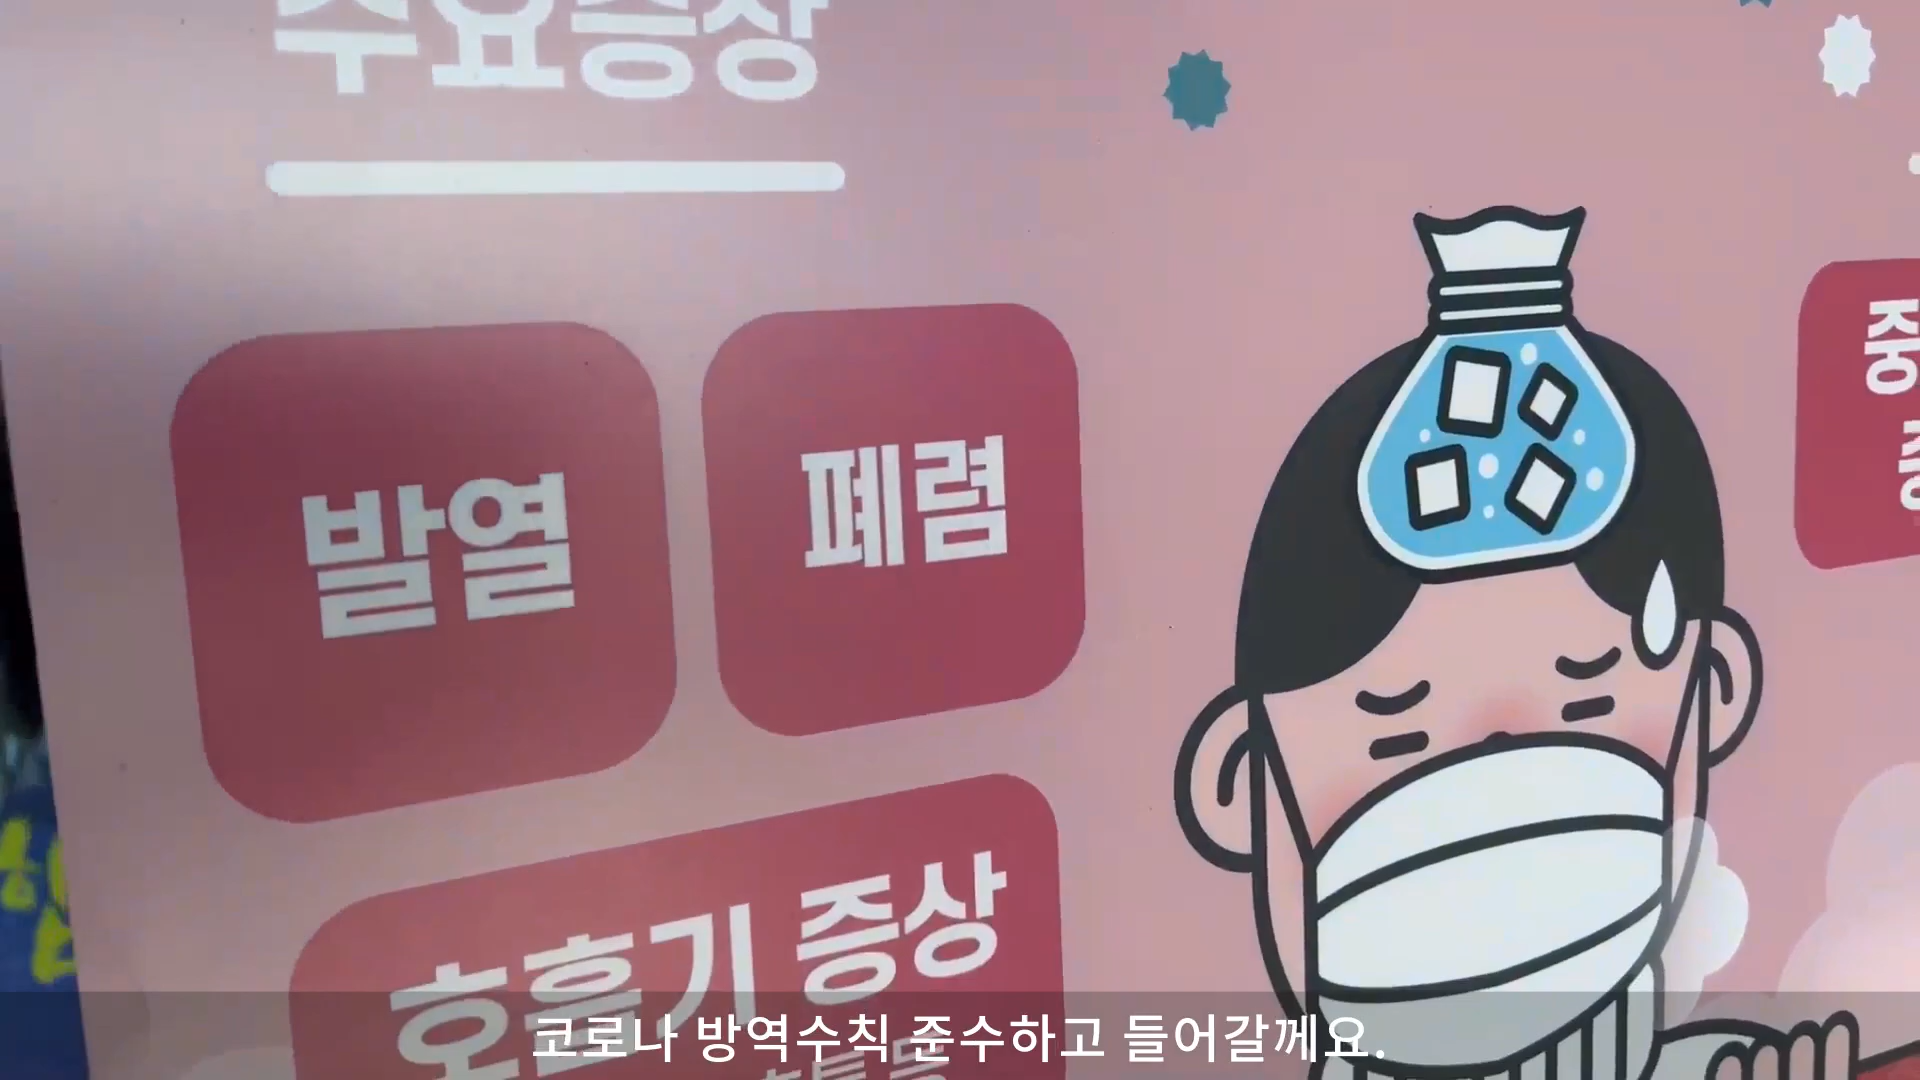 주요증상
발열
폐렴
호흡기 증상
코로나 방역수칙 준수하고 들어갈께요.